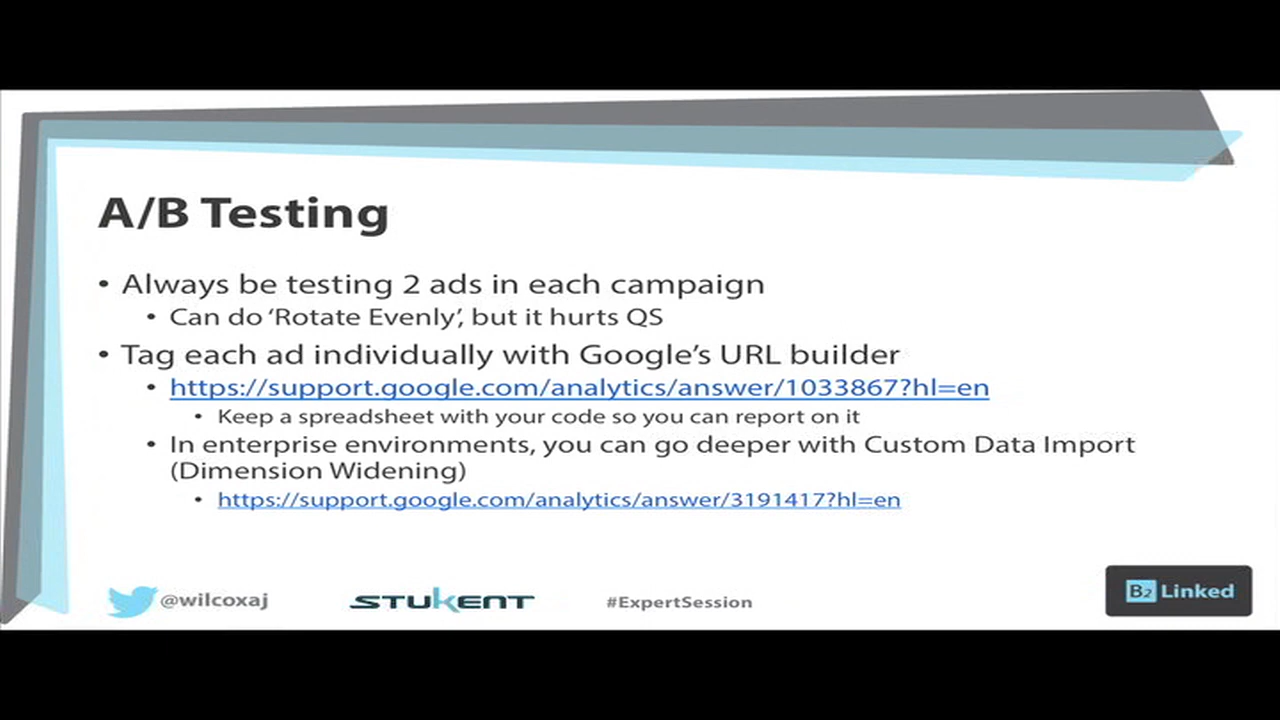 A/B Testing
• Always be testing 2 ads in each campaign
• Can do ‘Rotate Evenly’, but it hurts QS
• Tag each ad individually with Google’s URL builder
• https://support.google.com/analytics/answer/1033867?hl=en
• Keep a spreadsheet with your code so you can report on it
• In enterprise environments, you can go deeper with Custom Data Import
(Dimension Widening)
• https://support.google.com/analytics/answer/3191417?hl=en
@wilcoxaj
STUKENT
#ExpertSession
B2 Linked